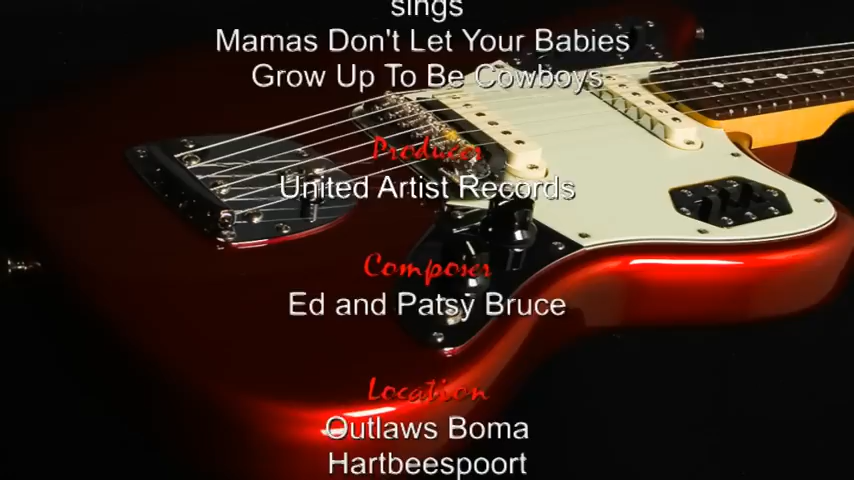 sings
Mamas Don't Let Your Babies
Grow Up To Be Cowboys
Producer
United Artist Records
Composer
Ed and Patsy Bruce
Location
Outlaws Boma
Hartbeespoort